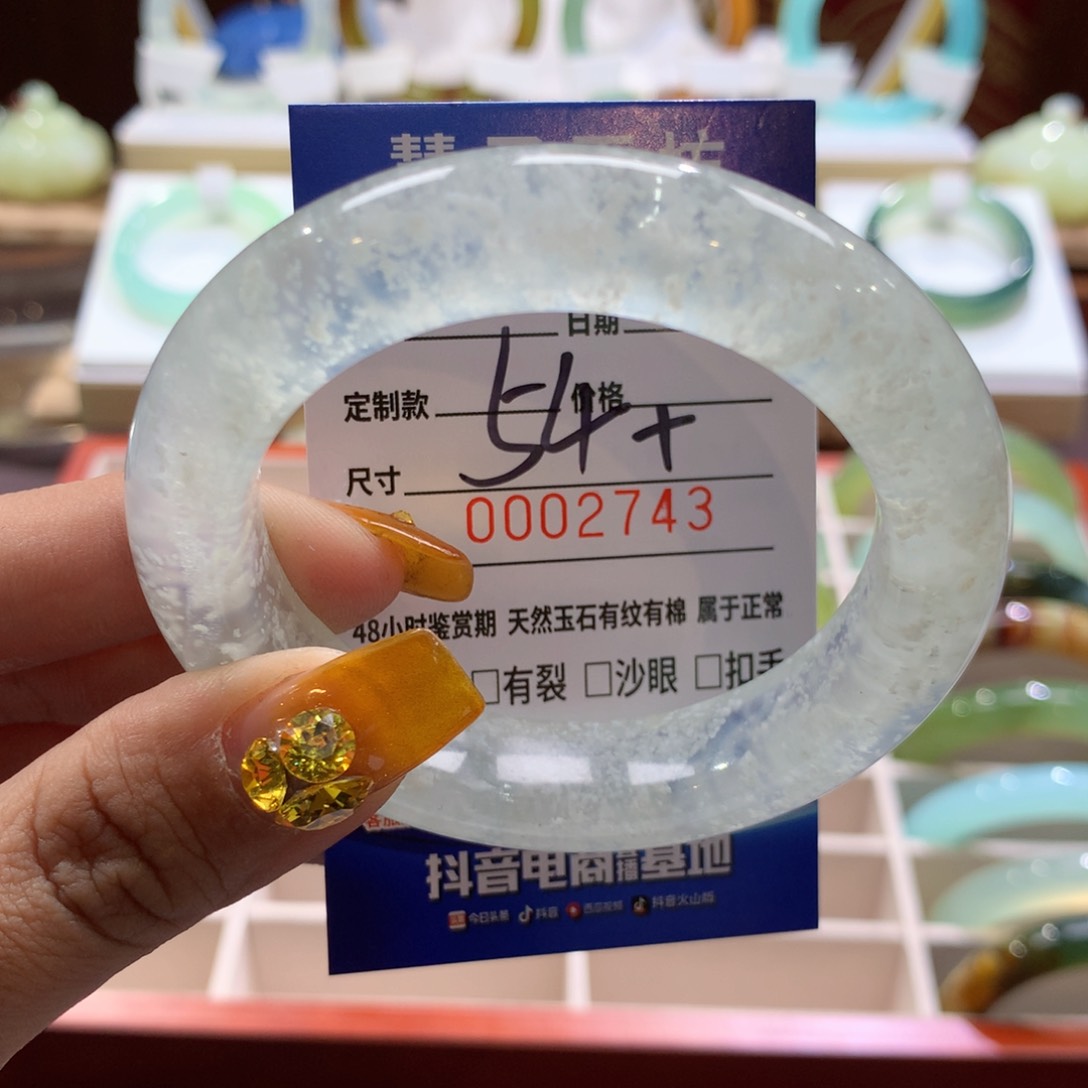 日期
定制款 价格
54+
尺寸
0002743
48小时鉴赏期 天然玉石有纹有棉 属于正常
□有裂 □沙眼 □扣手
抖音电商直播基地
今日头条 抖音 西瓜视频 抖音火山版